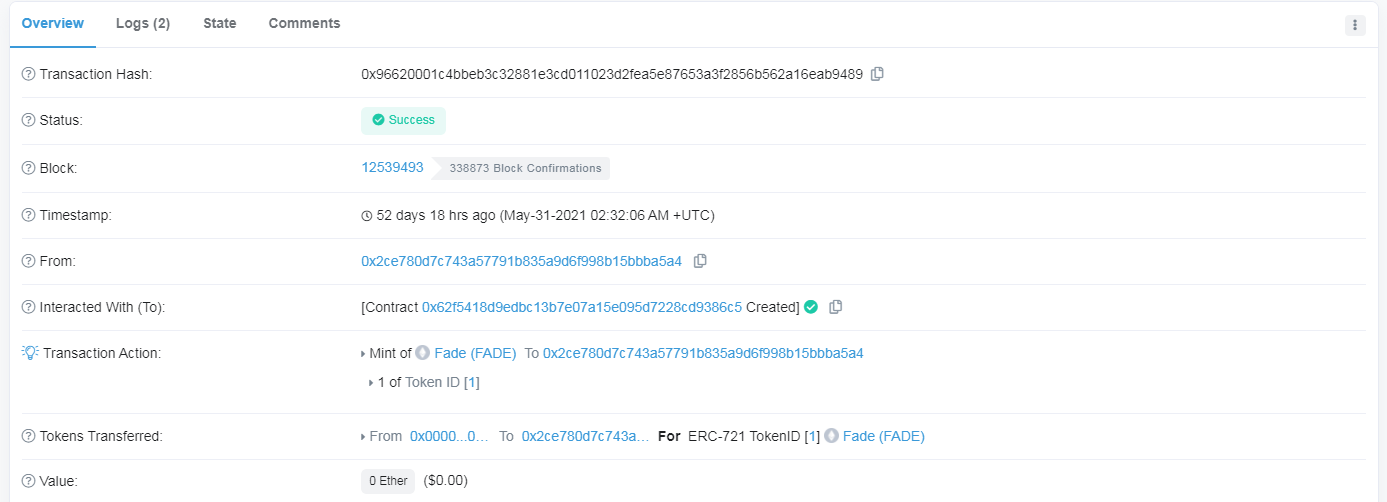 Overview Logs (2) State Comments
Transaction Hash: 0x96620001c4bbeb3c32881e3cd011023d2fea5e87653a3f2856b562a16eab9489
Status: Success
Block: 12539493 338873 Block Confirmations
Timestamp: 52 days 18 hrs ago (May-31-2021 02:32:06 AM +UTC)
From: 0x2ce780d7c743a57791b835a9d6f998b15bbba5a4
Interacted With (To): [Contract 0x62f5418d9edbc13b7e07a15e095d7228cd9386c5 Created]
Transaction Action: Mint of Fade (FADE) To 0x2ce780d7c743a57791b835a9d6f998b15bbba5a4
1 of Token ID [1]
Tokens Transferred: From 0x0000...0... To 0x2ce780d7c743a... For ERC-721 TokenID [1] Fade (FADE)
Value: 0 Ether ($0.00)